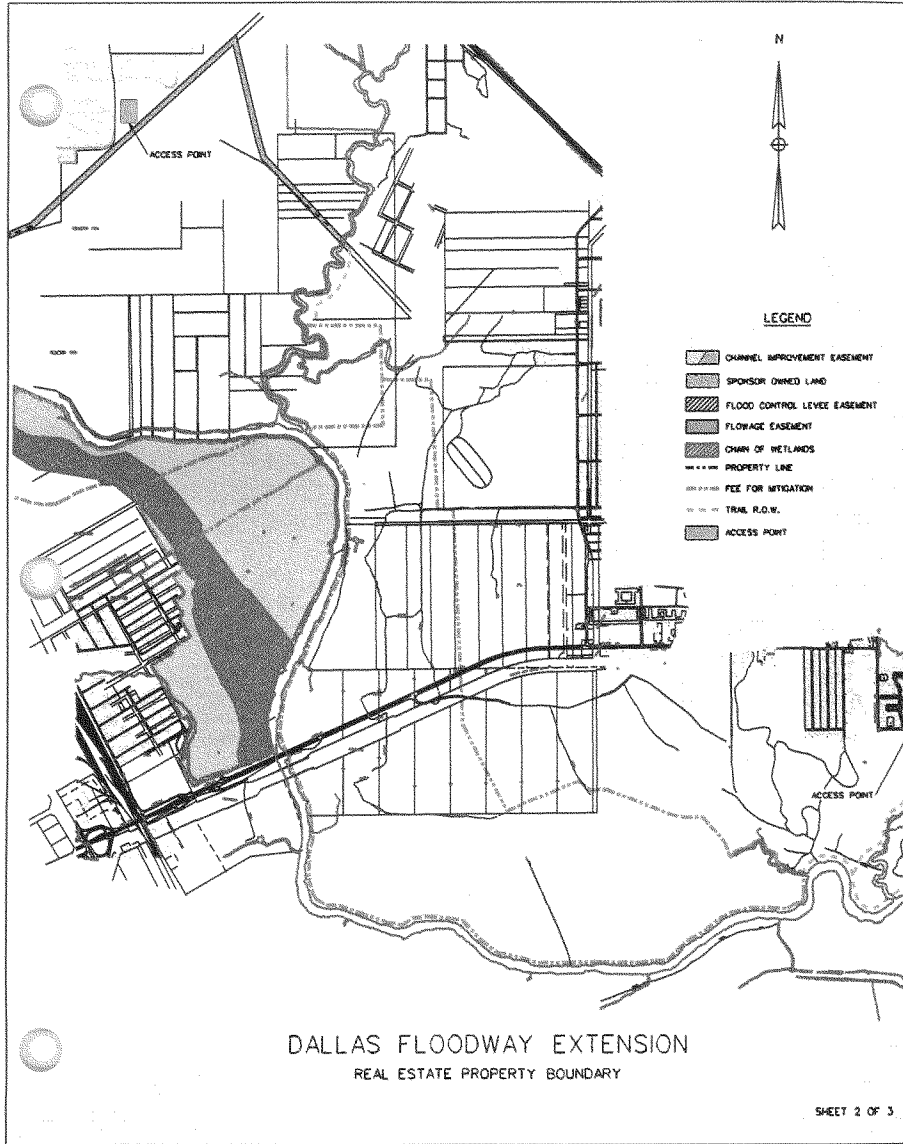 N
ACCESS POINT
LEGEND
CHANNEL IMPROVEMENT EASEMENT
SPONSOR OWNED LAND
FLOOD CONTROL LEVEE EASEMENT
FLOWAGE EASEMENT
CHAIN OF WETLANDS
PROPERTY LINE
FEE FOR MITIGATION
TRAIL R.O.W.
ACCESS POINT
ACCESS POINT
DALLAS FLOODWAY EXTENSION
REAL ESTATE PROPERTY BOUNDARY
SHEET 2 OF 3